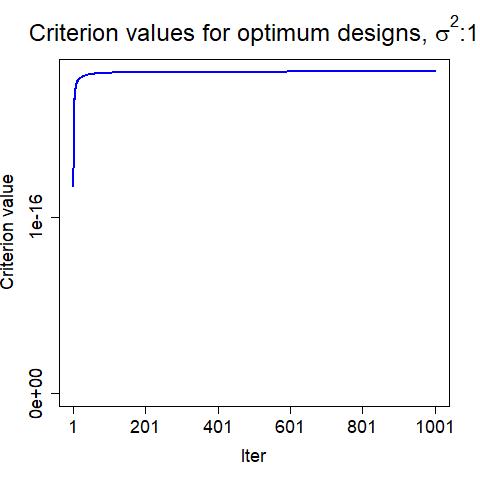 Criterion values for optimum designs, σ²:1
Criterion value
1e-16
0e+00
1 201 401 601 801 1001
Iter